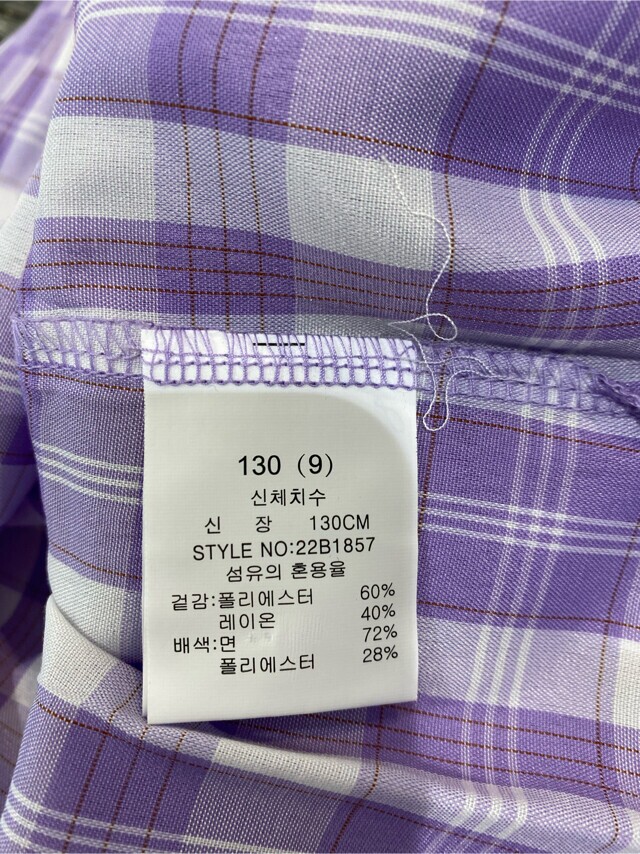 130 (9)
신체치수
신 장 130CM
STYLE NO:22B1857
섬유의 혼용율
겉감:폴리에스터 60%
레이온 40%
배색:면 72%
폴리에스터 28%